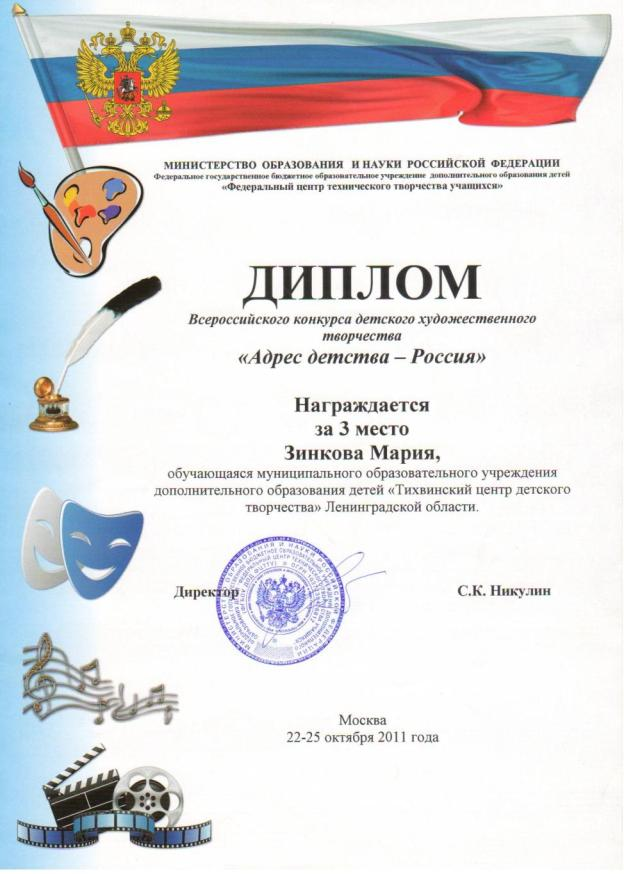 МИНИСТЕРСТВО ОБРАЗОВАНИЯ И НАУКИ РОССИЙСКОЙ ФЕДЕРАЦИИ
Федеральное государственное бюджетное образовательное учреждение дополнительного образования детей
«Федеральный центр технического творчества учащихся»
ДИПЛОМ
Всероссийского конкурса детского художественного
творчества
«Адрес детства – Россия»
Награждается
за 3 место
Зинкова Мария,
обучающаяся муниципального образовательного учреждения
дополнительного образования детей «Тихвинский центр детского
творчества» Ленинградской области.
Директор
С.К. Никулин
Москва
22-25 октября 2011 года